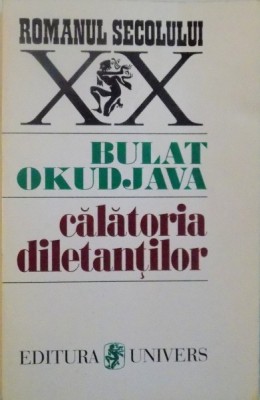 ROMANUL SECOLULUI
XX
BULAT
OKUDJAVA
călătoria
diletanţilor
EDITURA UNIVERS